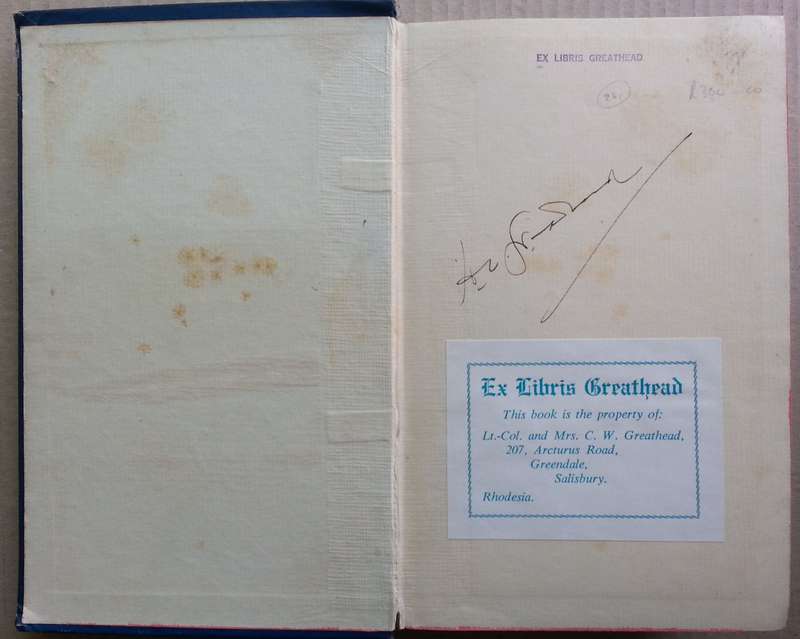 EX LIBRIS GREATHEAD
Greathead
Ex Libris Greathead
This book is the property of:
Lt.-Col. and Mrs. C. W. Greathead,
207, Arcturus Road,
Greendale,
Salisbury.
Rhodesia.